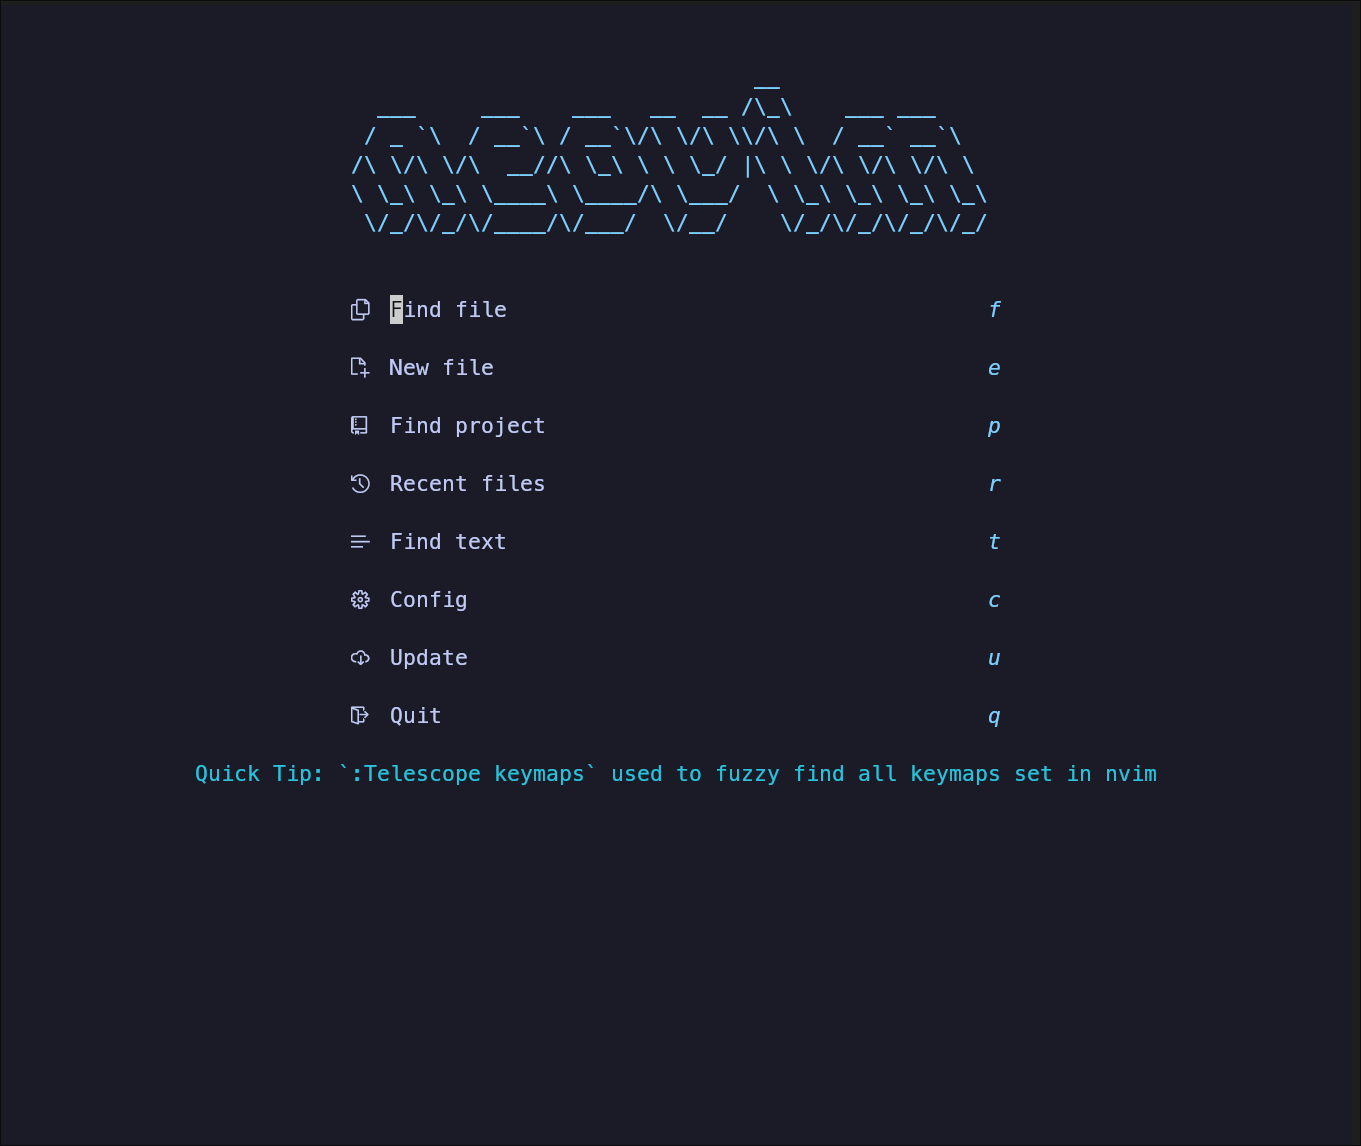 neovim
Find file f
New file e
Find project p
Recent files r
Find text t
Config c
Update u
Quit q
Quick Tip: `:Telescope keymaps` used to fuzzy find all keymaps set in nvim